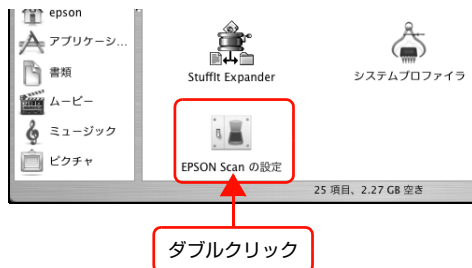 epson
アプリケーシ...
書類
ムービー
ミュージック
ピクチャ
StuffIt Expander
システムプロファイラ
EPSON Scan の設定
25 項目、2.27 GB 空き
ダブルクリック